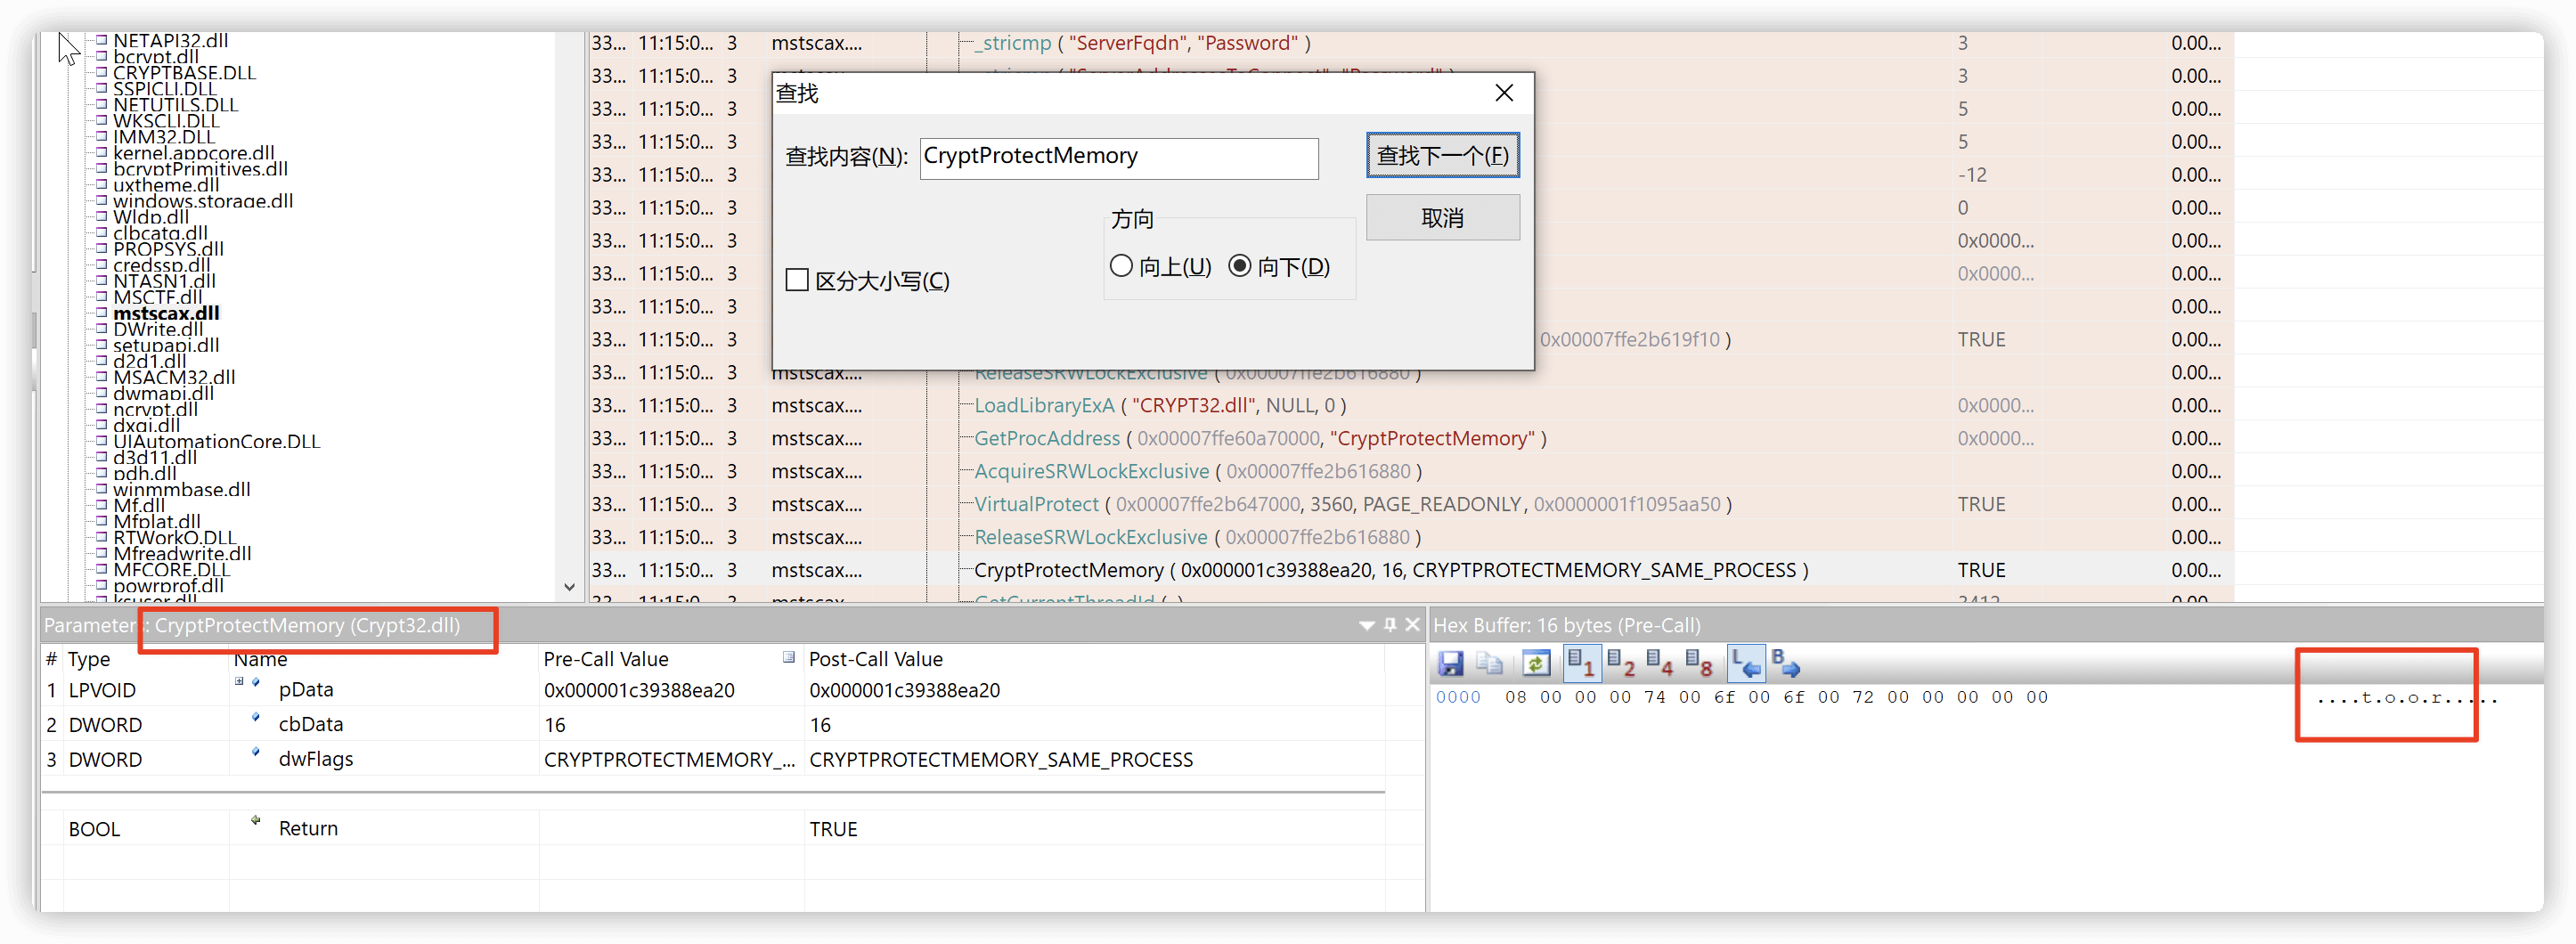 NETAPI32.dll
bcrypt.dll
CRYPTBASE.DLL
SSPICLI.DLL
NETUTILS.DLL
WKSCLI.DLL
IMM32.DLL
kernel.appcore.dll
bcryptPrimitives.dll
uxtheme.dll
windows.storage.dll
Wldp.dll
clbcatq.dll
PROPSYS.dll
credssp.dll
NTASN1.dll
MSCTF.dll
mstscax.dll
DWrite.dll
setupapi.dll
d2d1.dll
MSACM32.dll
dwmapi.dll
ncrypt.dll
dxgi.dll
UIAutomationCore.DLL
d3d11.dll
pdh.dll
winmmbase.dll
Mf.dll
Mfplat.dll
RTWorkQ.DLL
Mfreadwrite.dll
MFCORE.DLL
powrprof.dll
ksuser.dll
33... 11:15:0... 3 mstscax.... _stricmp ( "ServerFqdn", "Password" ) 3 0.00...
33... 11:15:0... 3 3 0.00...
33... 11:15:0... 3 5 0.00...
33... 11:15:0... 3 5 0.00...
33... 11:15:0... 3 -12 0.00...
33... 11:15:0... 3 0 0.00...
33... 11:15:0... 3 0x0000... 0.00...
33... 11:15:0... 3 0x0000... 0.00...
33... 11:15:0... 3 0.00...
33... 11:15:0... 3 0x00007ffe2b619f10 ) TRUE 0.00...
33... 11:15:0... 3 mstscax.... ReleaseSRWLockExclusive ( 0x00007ffe2b616880 ) 0.00...
33... 11:15:0... 3 mstscax.... LoadLibraryExA ( "CRYPT32.dll", NULL, 0 ) 0x0000... 0.00...
33... 11:15:0... 3 mstscax.... GetProcAddress ( 0x00007ffe60a70000, "CryptProtectMemory" ) 0x0000... 0.00...
33... 11:15:0... 3 mstscax.... AcquireSRWLockExclusive ( 0x00007ffe2b616880 ) 0.00...
33... 11:15:0... 3 mstscax.... VirtualProtect ( 0x00007ffe2b647000, 3560, PAGE_READONLY, 0x0000001f1095aa50 ) TRUE 0.00...
33... 11:15:0... 3 mstscax.... ReleaseSRWLockExclusive ( 0x00007ffe2b616880 ) 0.00...
33... 11:15:0... 3 mstscax.... CryptProtectMemory ( 0x000001c39388ea20, 16, CRYPTPROTECTMEMORY_SAME_PROCESS ) TRUE 0.00...
33... 11:15:0... 3 mstscax.... GetCurrentThreadId ( ) 3412 0.00...
查找
查找内容(N): CryptProtectMemory 查找下一个(F)
取消
方向
向上(U) 向下(D)
区分大小写(C)
Parameters: CryptProtectMemory (Crypt32.dll)
# Type Name Pre-Call Value Post-Call Value
1 LPVOID pData 0x000001c39388ea20 0x000001c39388ea20
2 DWORD cbData 16 16
3 DWORD dwFlags CRYPTPROTECTMEMORY_... CRYPTPROTECTMEMORY_SAME_PROCESS
BOOL Return TRUE
Hex Buffer: 16 bytes (Pre-Call)
1 2 4 8 L B
0000 08 00 00 00 74 00 6f 00 6f 00 72 00 00 00 00 00 ....t.o.o.r.....